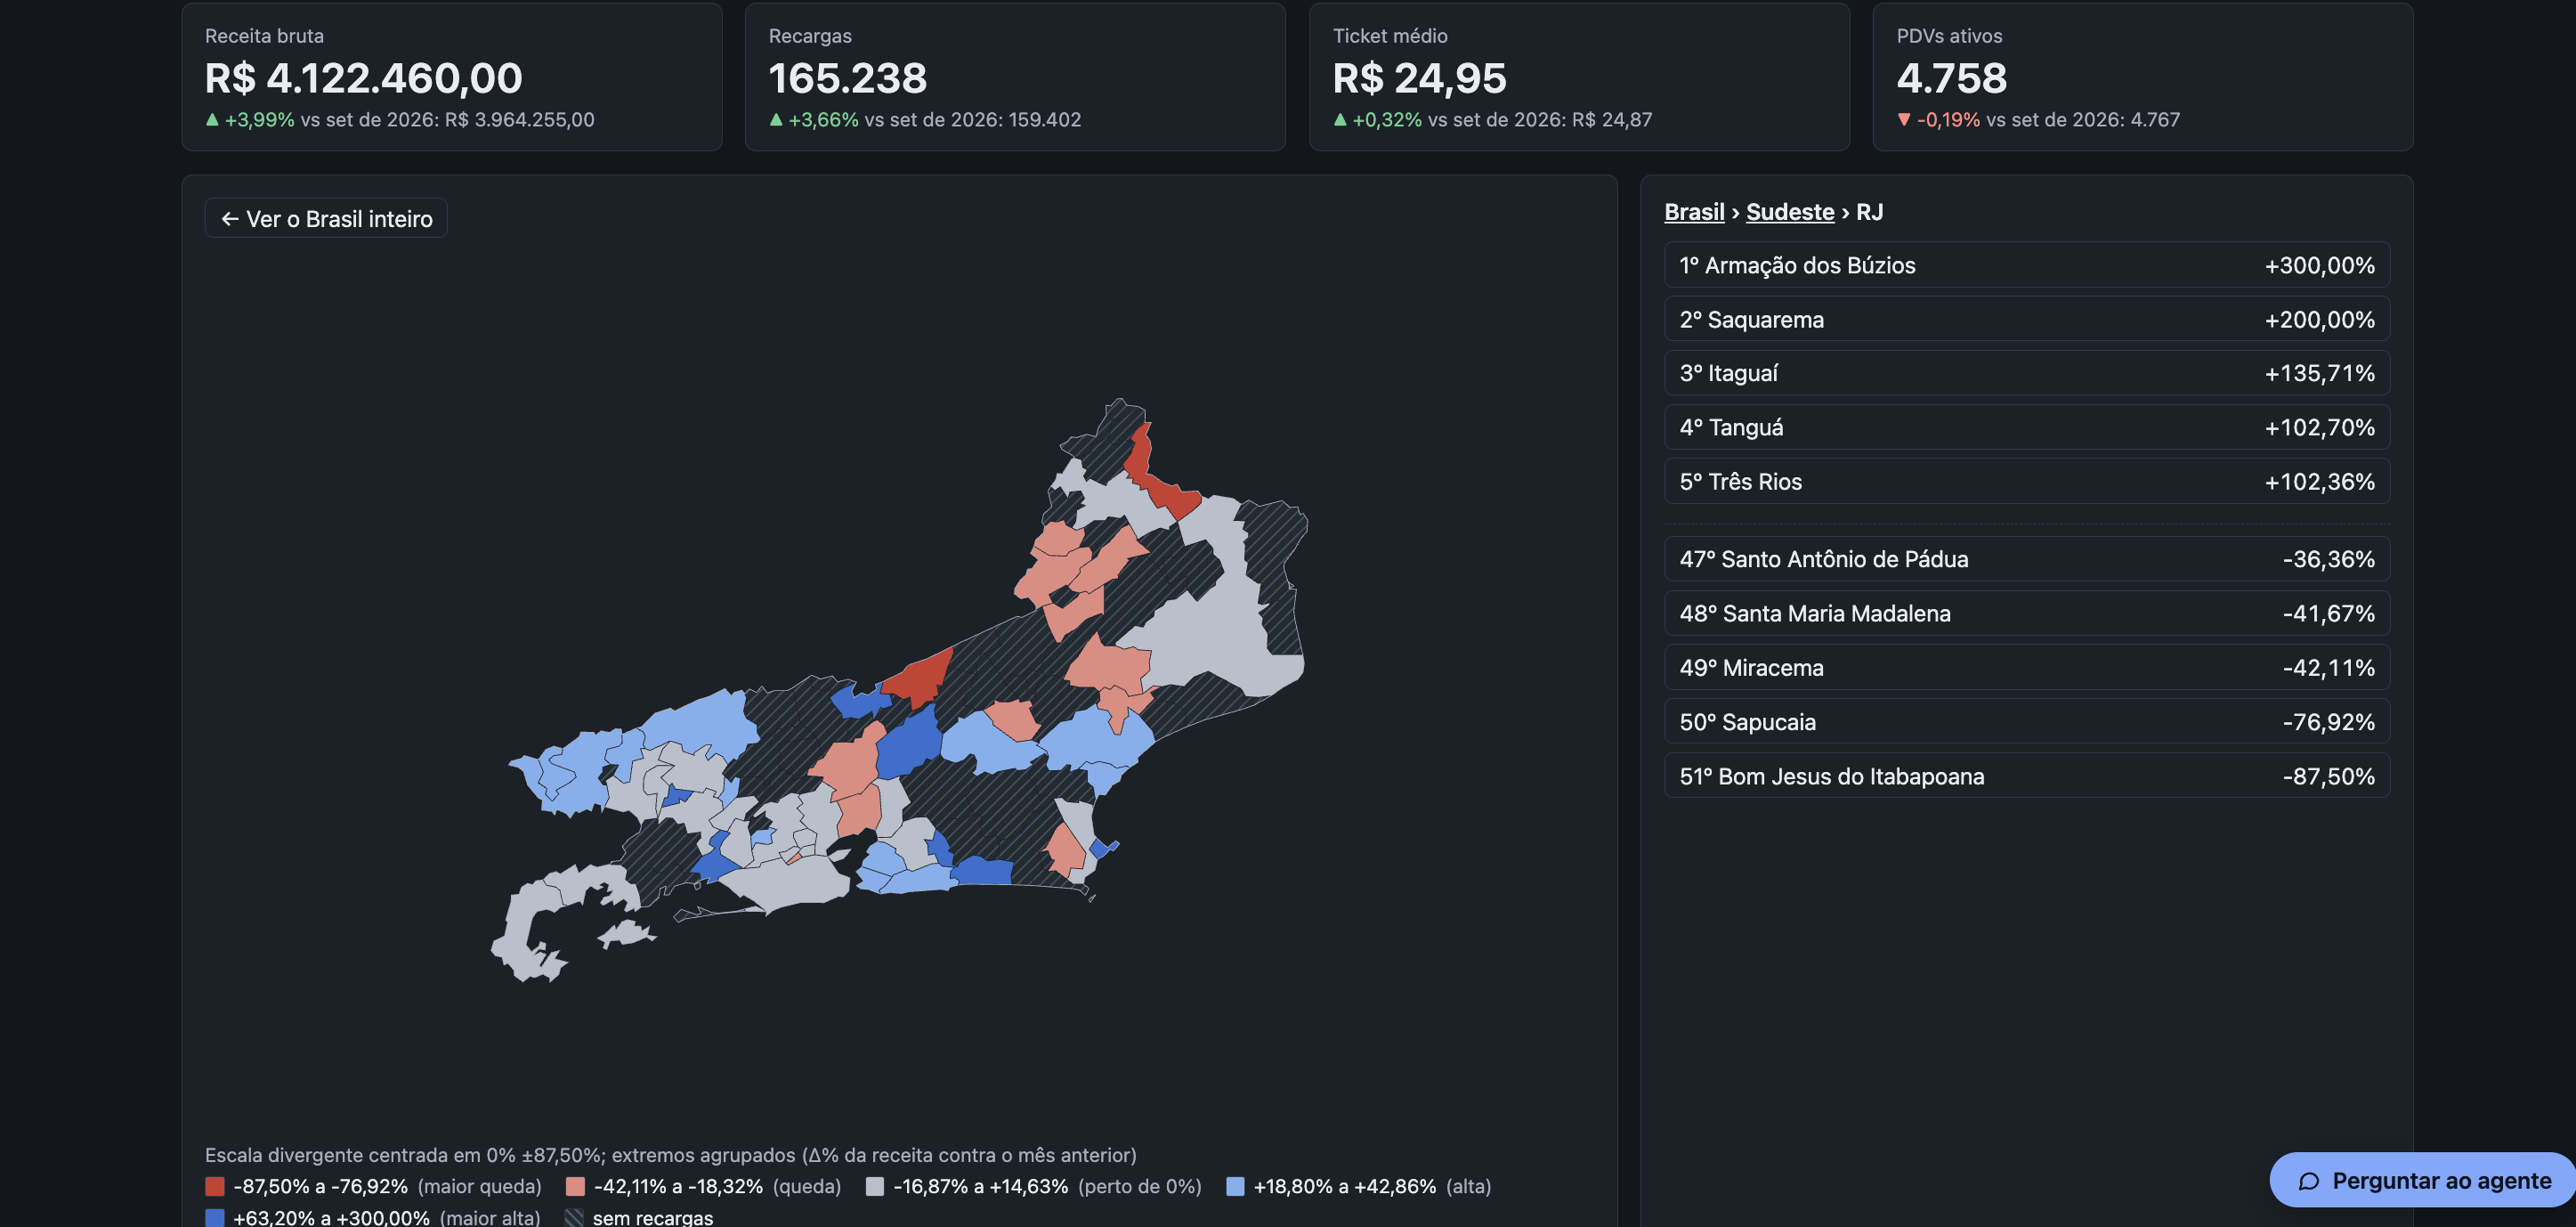 Receita bruta
R$ 4.122.460,00
▲ +3,99% vs set de 2026: R$ 3.964.255,00
Recargas
165.238
▲ +3,66% vs set de 2026: 159.402
Ticket médio
R$ 24,95
▲ +0,32% vs set de 2026: R$ 24,87
PDVs ativos
4.758
▼ -0,19% vs set de 2026: 4.767
← Ver o Brasil inteiro
Escala divergente centrada em 0% ±87,50%; extremos agrupados (Δ% da receita contra o mês anterior)
-87,50% a -76,92% (maior queda) -42,11% a -18,32% (queda) -16,87% a +14,63% (perto de 0%) +18,80% a +42,86% (alta)
+63,20% a +300,00% (maior alta) sem recargas
Brasil › Sudeste › RJ
1º Armação dos Búzios +300,00%
2º Saquarema +200,00%
3º Itaguaí +135,71%
4º Tanguá +102,70%
5º Três Rios +102,36%
47º Santo Antônio de Pádua -36,36%
48º Santa Maria Madalena -41,67%
49º Miracema -42,11%
50º Sapucaia -76,92%
51º Bom Jesus do Itabapoana -87,50%
Perguntar ao agente